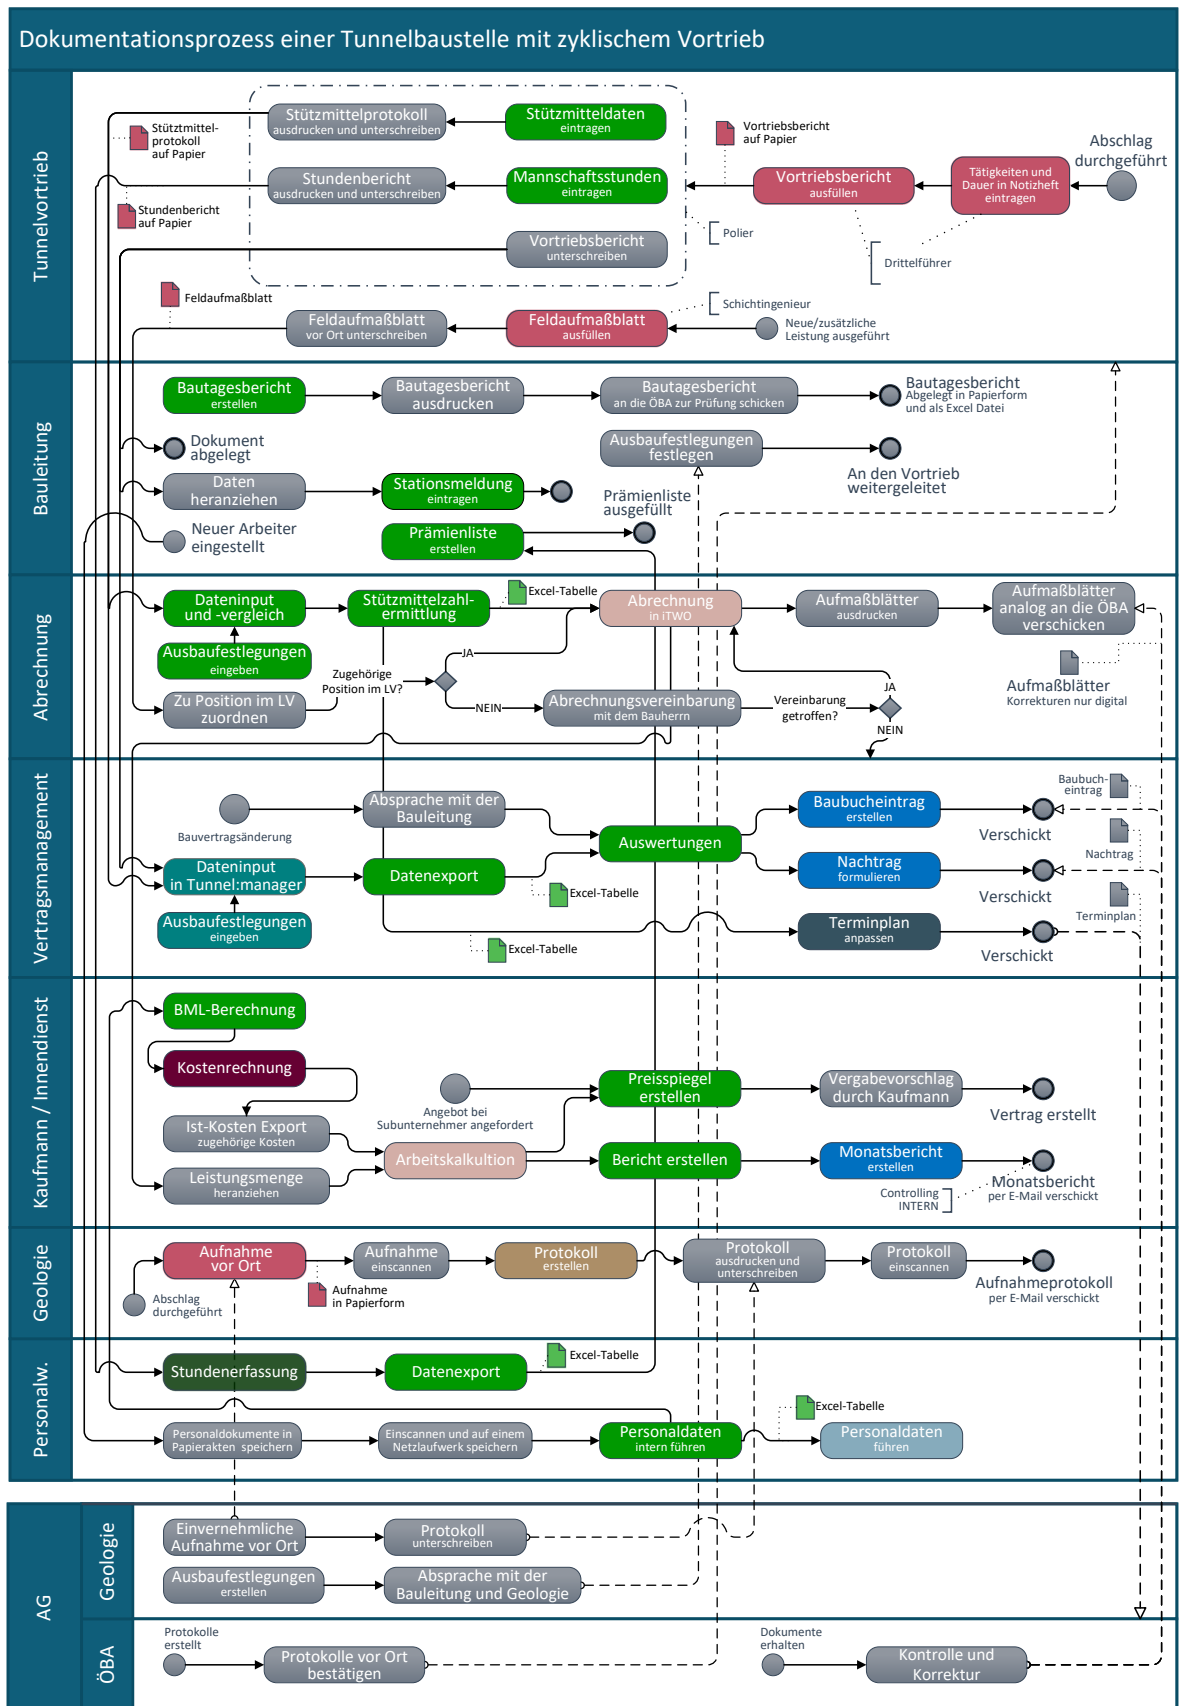 Dokumentationsprozess einer Tunnelbaustelle mit zyklischem Vortrieb
Tunnelvortrieb
Stützmittelprotokoll
ausdrucken und unterschreiben
Stützmitteldaten
eintragen
Stütztmittel-
protokoll
auf Papier
Vortriebsbericht
auf Papier
Abschlag
durchgeführt
Stundenbericht
ausdrucken und unterschreiben
Mannschaftsstunden
eintragen
Vortriebsbericht
ausfüllen
Tätigkeiten und
Dauer in Notizheft
eintragen
Stundenbericht
auf Papier
Polier
Vortriebsbericht
unterschreiben
Drittelführer
Feldaufmaßblatt
Schichtingenieur
Feldaufmaßblatt
vor Ort unterschreiben
Feldaufmaßblatt
ausfüllen
Neue/zusätzliche
Leistung ausgeführt
Bauleitung
Bautagesbericht
erstellen
Bautagesbericht
ausdrucken
Bautagesbericht
an die ÖBA zur Prüfung schicken
Bautagesbericht
Abgelegt in Papierform
und als Excel Datei
Dokument
abgelegt
Ausbaufestlegungen
festlegen
An den Vortrieb
weitergeleitet
Daten
heranziehen
Stationsmeldung
eintragen
Prämienliste
ausgefüllt
Neuer Arbeiter
eingestellt
Prämienliste
erstellen
Abrechnung
Dateninput
und -vergleich
Stützmittelzahl-
ermittlung
Excel-Tabelle
Abrechnung
in iTWO
Aufmaßblätter
ausdrucken
Aufmaßblätter
analog an die ÖBA
verschicken
Ausbaufestlegungen
eingeben
Zugehörige
Position im LV?
JA
NEIN
Zu Position im LV
zuordnen
Abrechnungsvereinbarung
mit dem Bauherrn
Vereinbarung
getroffen?
JA
NEIN
Aufmaßblätter
Korrekturen nur digital
Vertragsmanagement
Bauvertragsänderung
Absprache mit der
Bauleitung
Auswertungen
Baubucheintrag
erstellen
Verschickt
Baubuch-
eintrag
Dateninput
in Tunnel:manager
Datenexport
Excel-Tabelle
Nachtrag
formulieren
Verschickt
Nachtrag
Ausbaufestlegungen
eingeben
Excel-Tabelle
Terminplan
anpassen
Verschickt
Terminplan
Kaufmann / Innendienst
BML-Berechnung
Kostenrechnung
Ist-Kosten Export
zugehörige Kosten
Leistungsmenge
heranziehen
Angebot bei
Subunternehmer angefordert
Arbeitskalkultion
Preisspiegel
erstellen
Vergabevorschlag
durch Kaufmann
Vertrag erstellt
Bericht erstellen
Monatsbericht
erstellen
Controlling
INTERN
Monatsbericht
per E-Mail verschickt
Geologie
Aufnahme
vor Ort
Aufnahme
einscannen
Protokoll
erstellen
Protokoll
ausdrucken und
unterschreiben
Protokoll
einscannen
Aufnahmeprotokoll
per E-Mail verschickt
Abschlag
durchgeführt
Aufnahme
in Papierform
Personalw.
Stundenerfassung
Datenexport
Excel-Tabelle
Excel-Tabelle
Personaldokumente in
Papierakten speichern
Einscannen und auf einem
Netzlaufwerk speichern
Personaldaten
intern führen
Personaldaten
führen
AG
Geologie
Einvernehmliche
Aufnahme vor Ort
Protokoll
unterschreiben
Ausbaufestlegungen
erstellen
Absprache mit der
Bauleitung und Geologie
ÖBA
Protokolle
erstellt
Protokolle vor Ort
bestätigen
Dokumente
erhalten
Kontrolle und
Korrektur